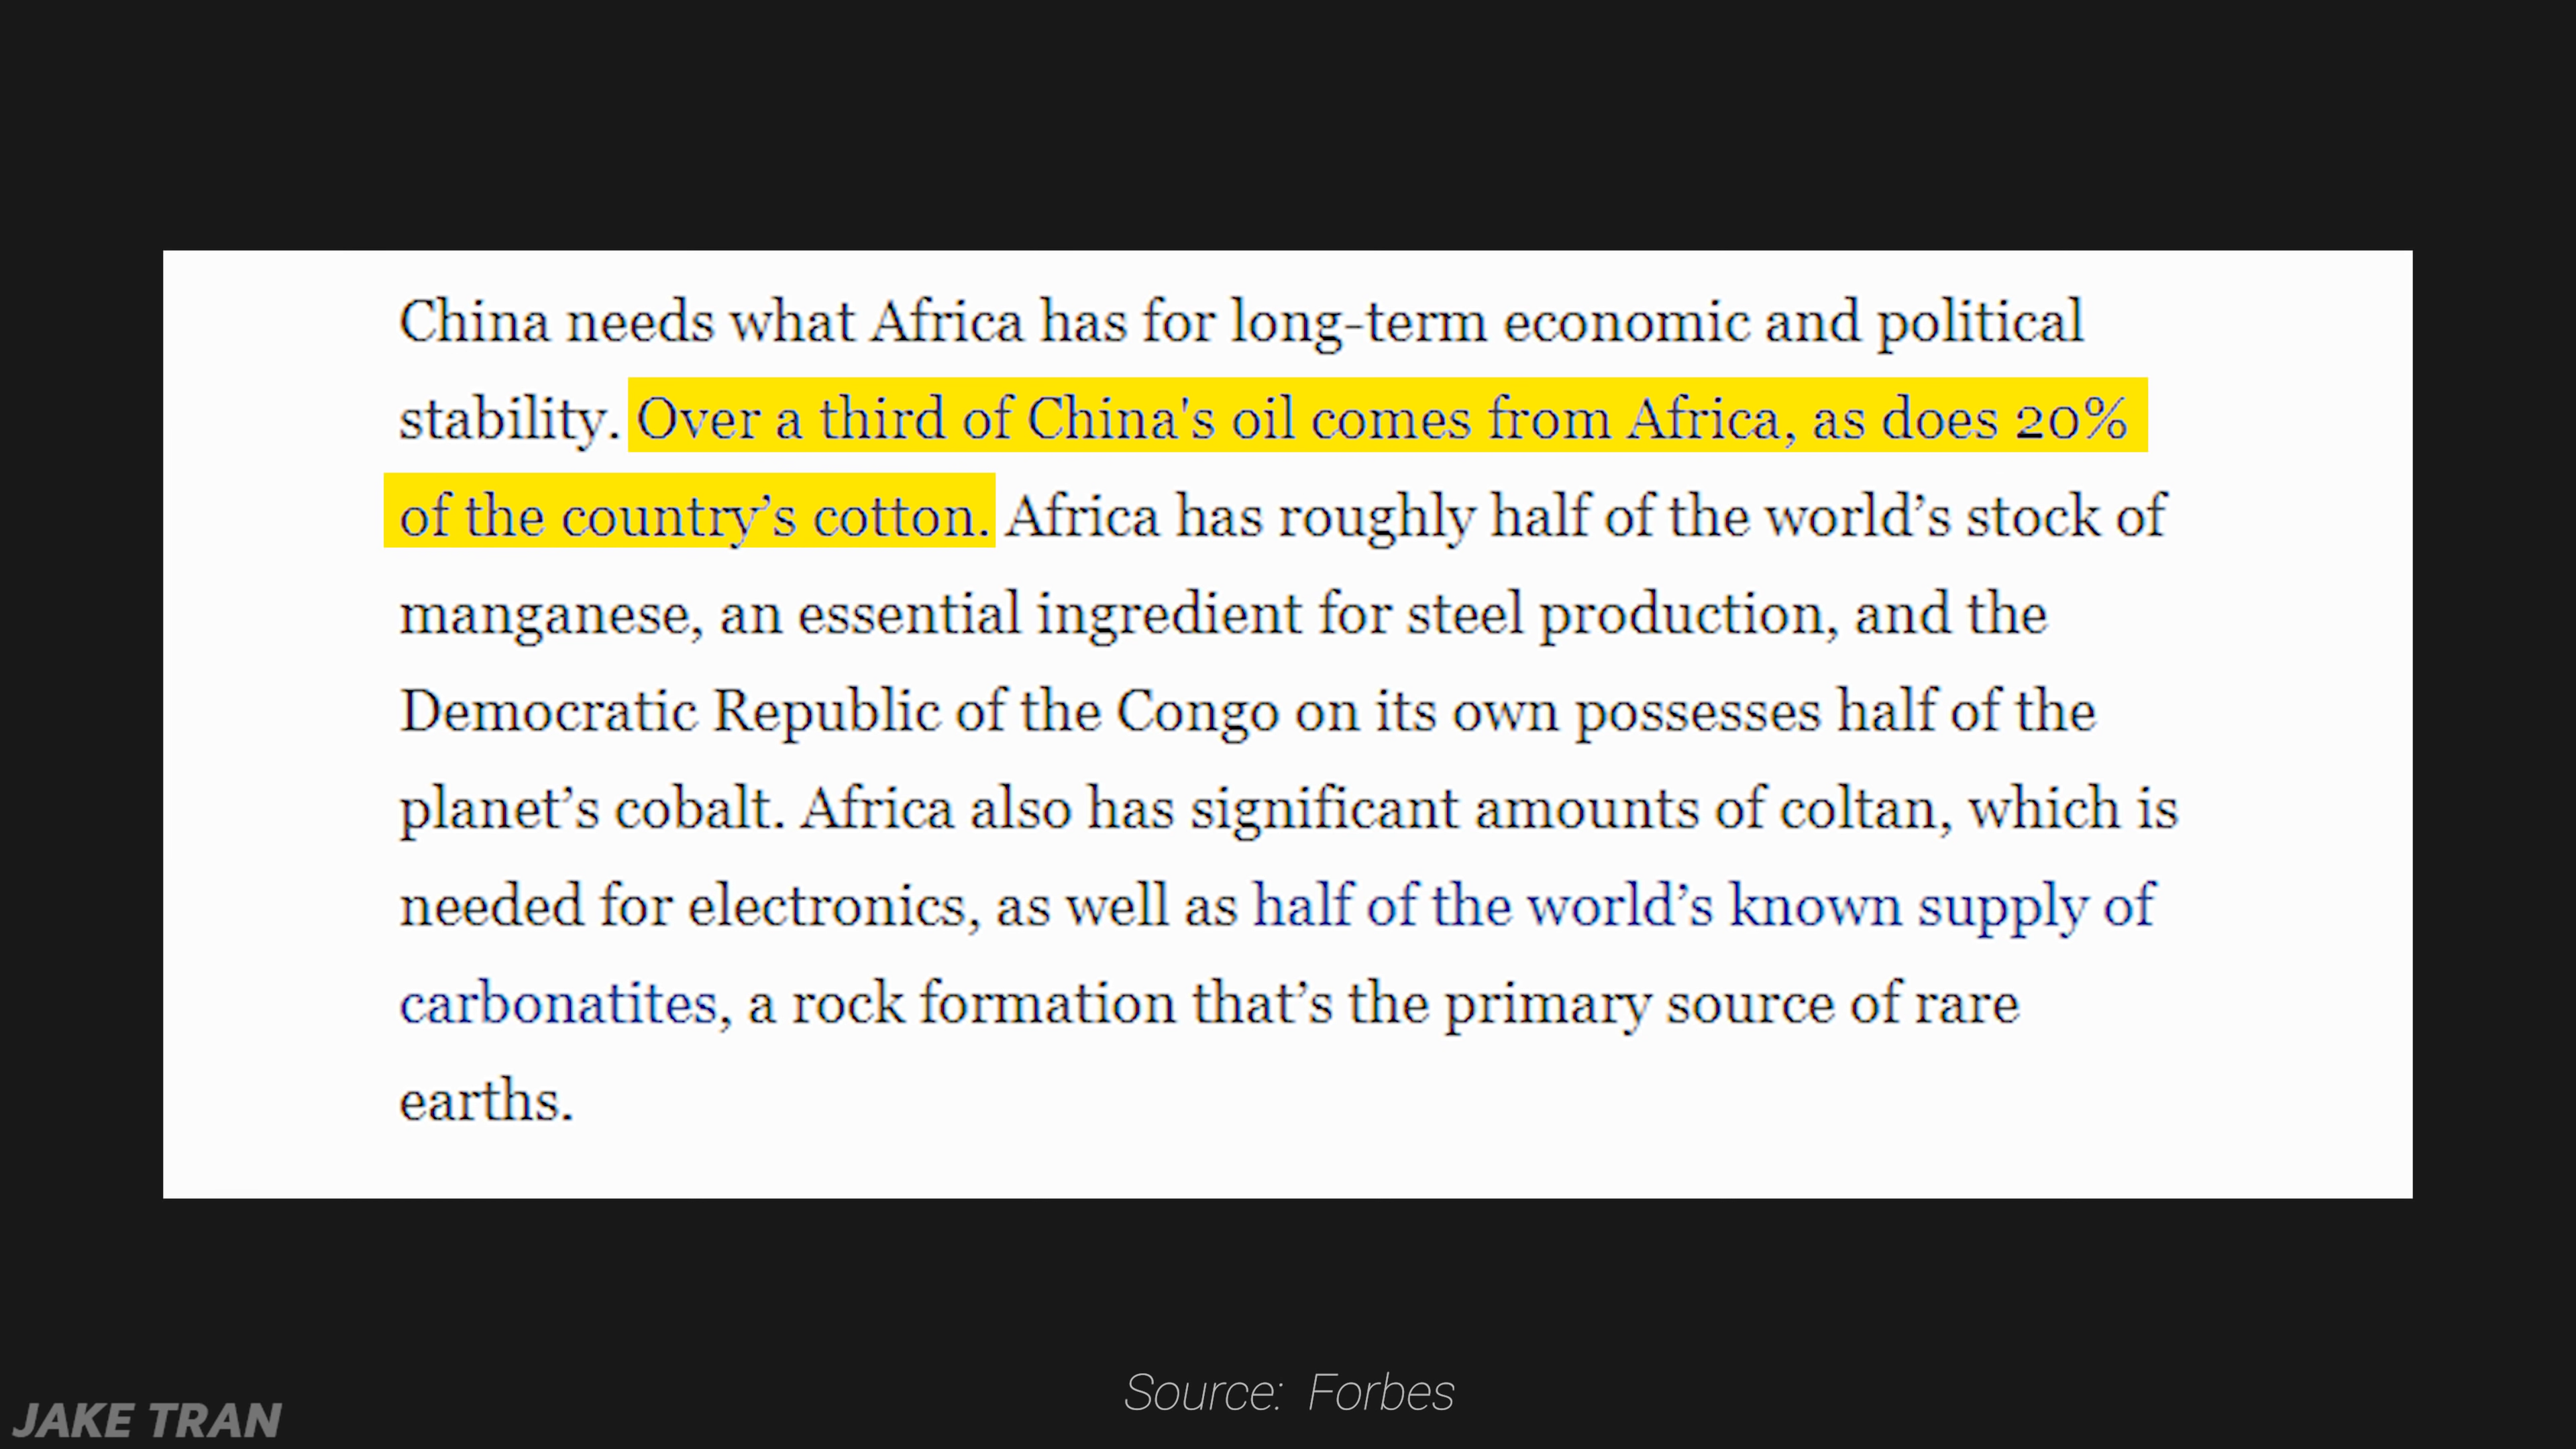 China needs what Africa has for long-term economic and political
stability. Over a third of China's oil comes from Africa, as does 20%
of the country’s cotton. Africa has roughly half of the world’s stock of
manganese, an essential ingredient for steel production, and the
Democratic Republic of the Congo on its own possesses half of the
planet’s cobalt. Africa also has significant amounts of coltan, which is
needed for electronics, as well as half of the world’s known supply of
carbonatites, a rock formation that’s the primary source of rare
earths.
Source: Forbes
JAKE TRAN